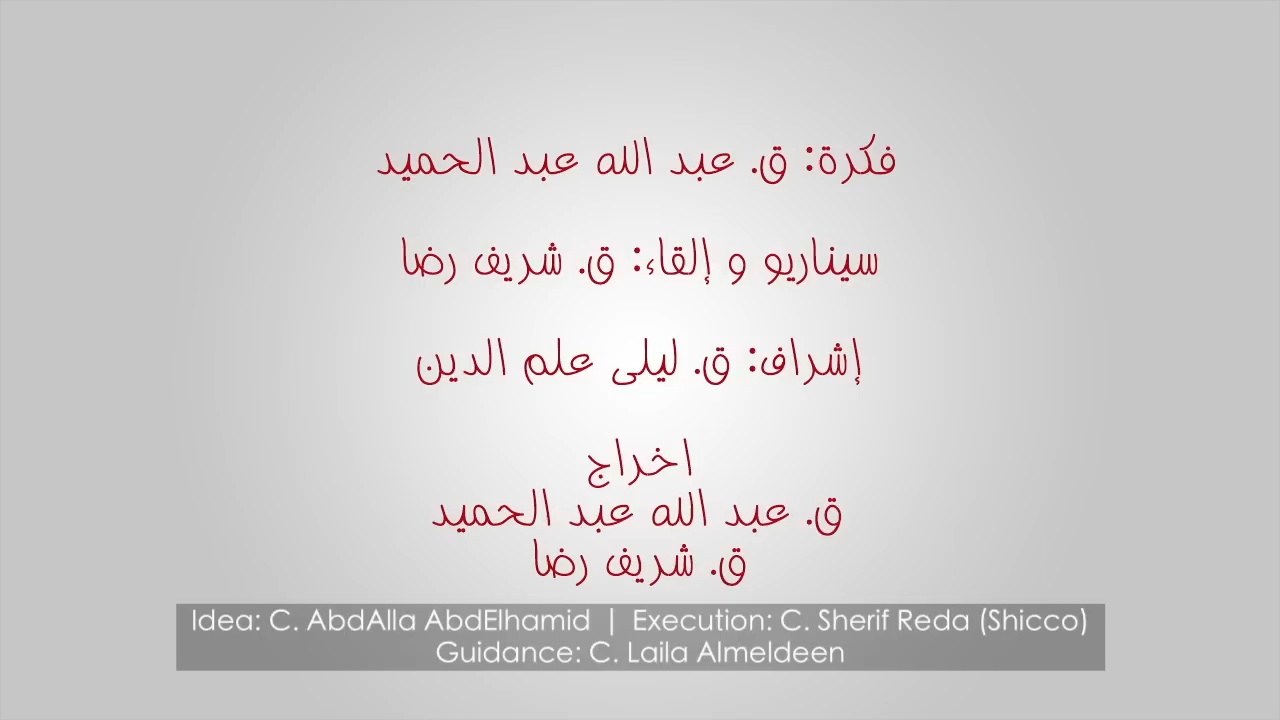 فكرة: ق. عبد الله عبد الحميد
سيناريو و إلقاء: ق. شريف رضا
إشراف: ق. ليلى علم الدين
اخراج
ق. عبد الله عبد الحميد
ق. شريف رضا
Idea: C. AbdAlla AbdElhamid | Execution: C. Sherif Reda (Shicco)
Guidance: C. Laila Almeldeen